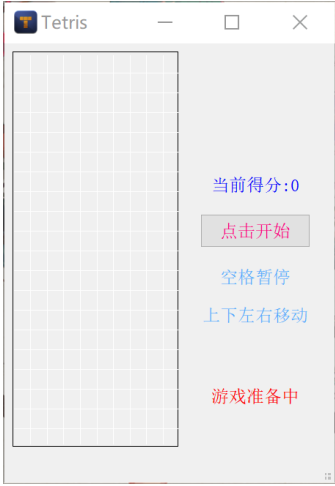 Tetris
当前得分:0
点击开始
空格暂停
上下左右移动
游戏准备中